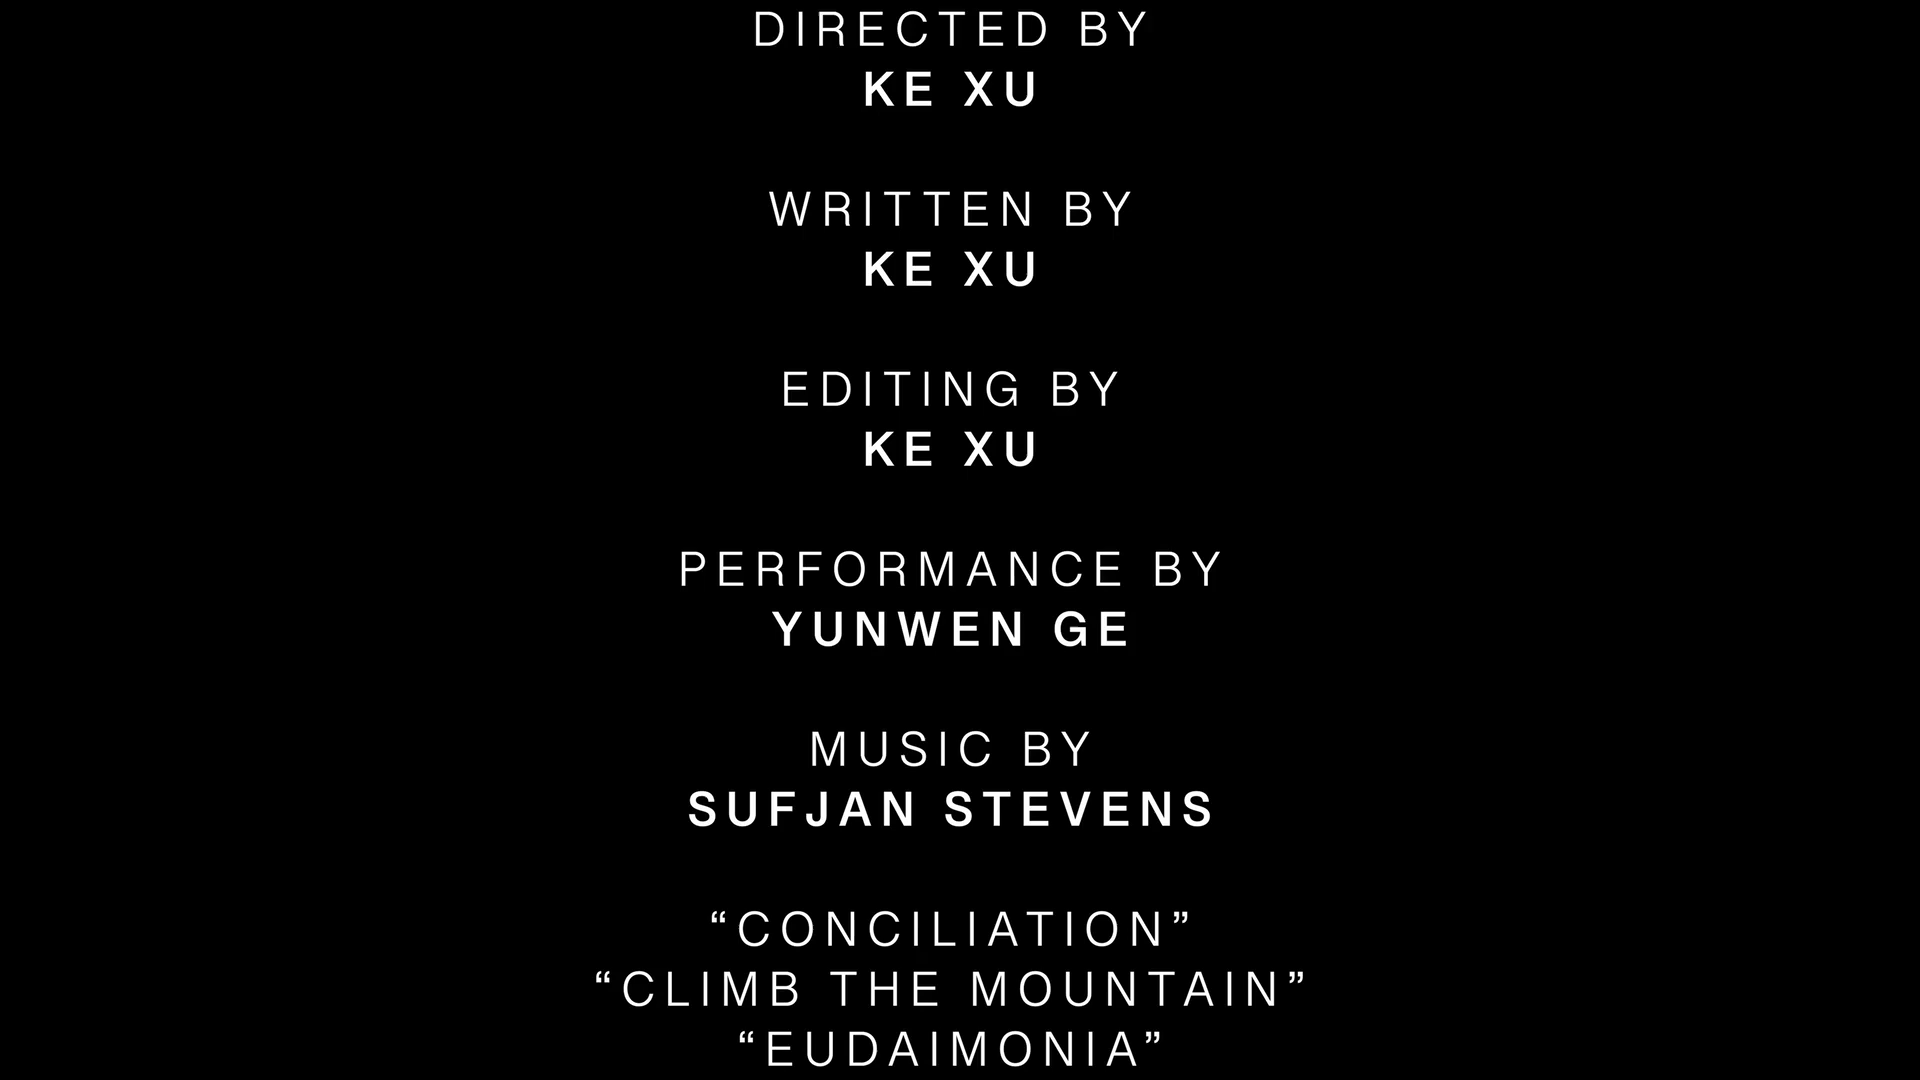 DIRECTED BY
KE XU
WRITTEN BY
KE XU
EDITING BY
KE XU
PERFORMANCE BY
YUNWEN GE
MUSIC BY
SUFJAN STEVENS
“CONCILIATION”
“CLIMB THE MOUNTAIN”
“EUDAIMONIA”